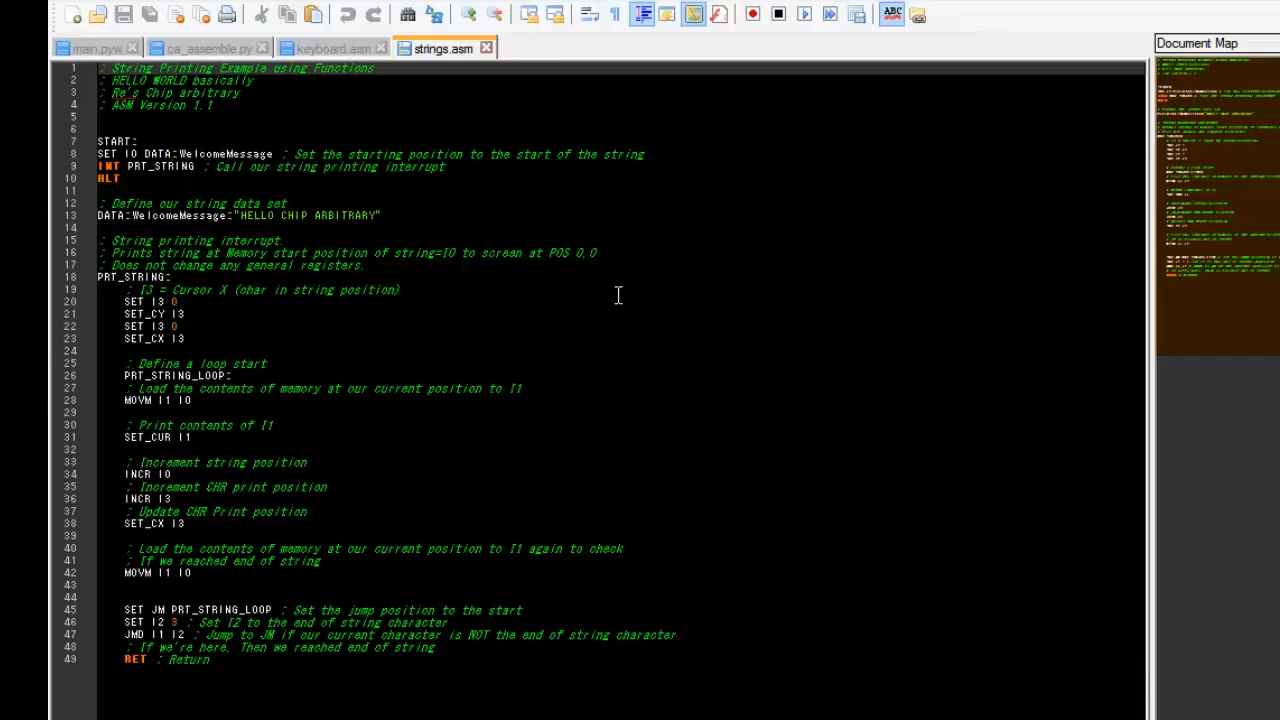 ABC
main.pyw ca_assemble.py keyboard.asm strings.asm
Document Map
1 ; String Printing Example using Functions
2 ; HELLO WORLD basically
3 ; Re's Chip arbitrary
4 ; ASM Version 1.1
5
6
7 START:
8 SET I0 DATA:WelcomeMessage ; Set the starting position to the start of the string
9 INT PRT_STRING ; Call our string printing interrupt
10 HLT
11
12 ; Define our string data set
13 DATA:WelcomeMessage:"HELLO CHIP ARBITRARY"
14
15 ; String printing interrupt.
16 ; Prints string at Memory start position of string=I0 to screen at POS 0,0
17 ; Does not change any general registers.
18 PRT_STRING:
19 ; I3 = Cursor X (char in string position)
20 SET I3 0
21 SET_CY I3
22 SET I3 0
23 SET_CX I3
24
25 ; Define a loop start
26 PRT_STRING_LOOP:
27 ; Load the contents of memory at our current position to I1
28 MOVM I1 I0
29
30 ; Print contents of I1
31 SET_CUR I1
32
33 ; Increment string position
34 INCR I0
35 ; Increment CHR print position
36 INCR I3
37 ; Update CHR Print position
38 SET_CX I3
39
40 ; Load the contents of memory at our current position to I1 again to check
41 ; If we reached end of string
42 MOVM I1 I0
43
44
45 SET JM PRT_STRING_LOOP ; Set the jump position to the start
46 SET I2 3 ; Set I2 to the end of string character
47 JMD I1 I2 ; Jump to JM if our current character is NOT the end of string character
48 ; If we're here, Then we reached end of string
49 RET ; Return